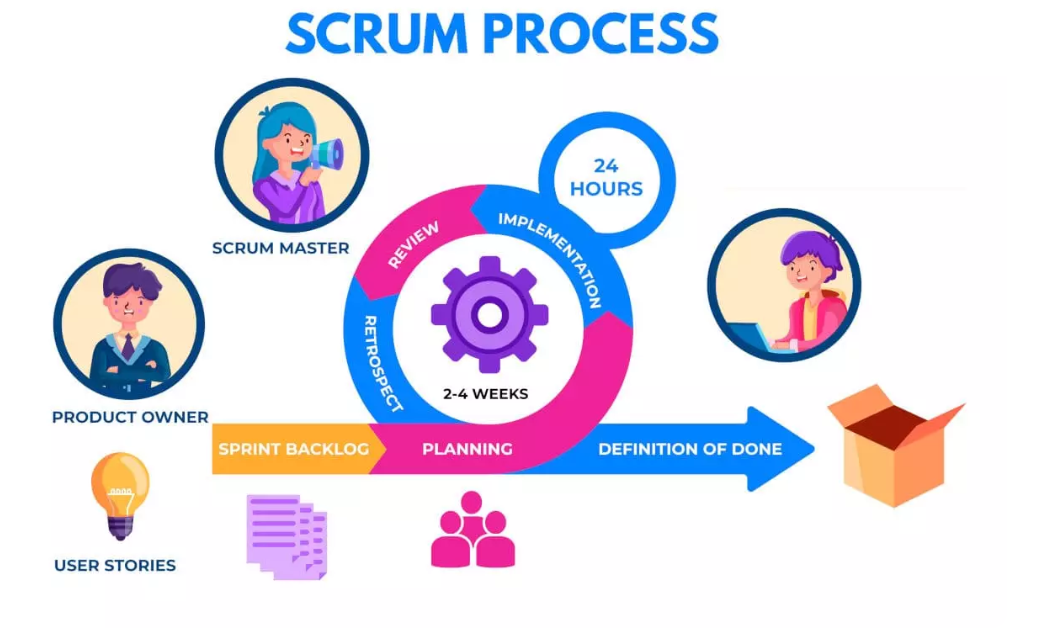 SCRUM PROCESS
SCRUM MASTER
24
HOURS
REVIEW
IMPLEMENTATION
RETROSPECT
2-4 WEEKS
PRODUCT OWNER
SPRINT BACKLOG
PLANNING
DEFINITION OF DONE
USER STORIES